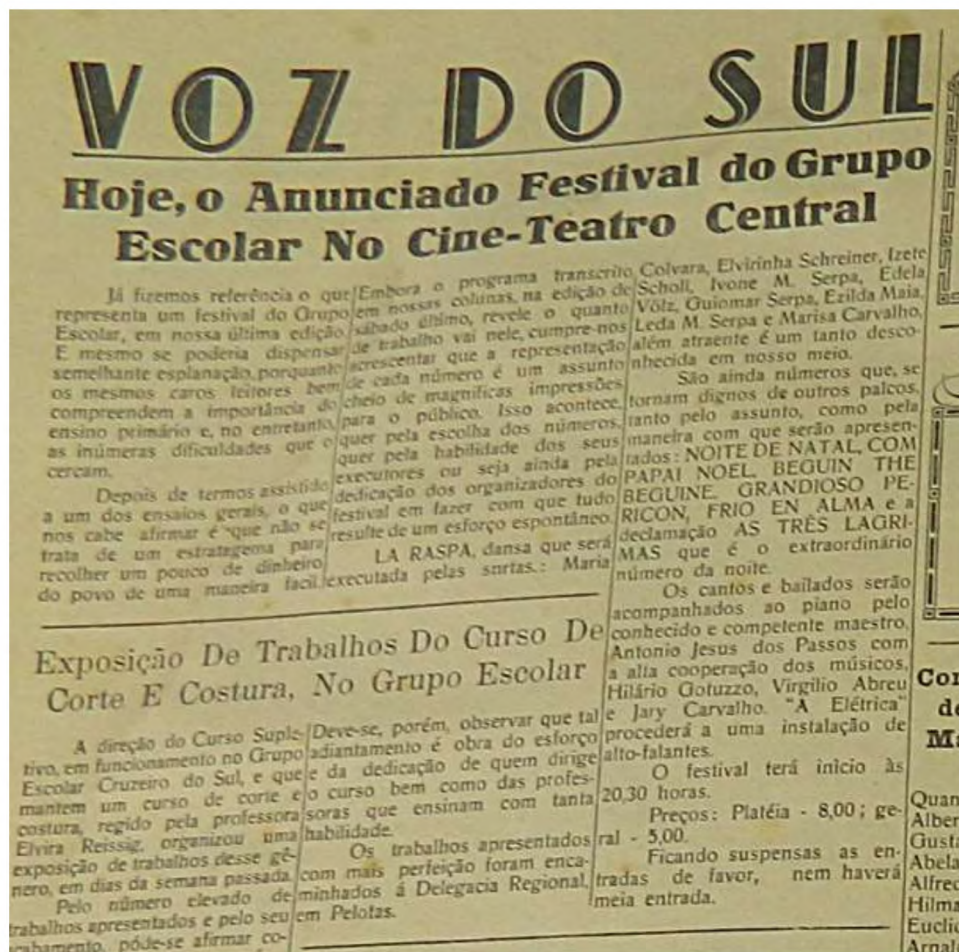 VOZ DO SUL
Hoje, o Anunciado Festival do Grupo
Escolar No Cine-Teatro Central
Já fizemos referência o que
representa um festival do Grupo
Escolar, em nossa última edição
E mesmo se poderia dispensar
semelhante esplanação, porquanto
os mesmos caros leitores bem
compreendem a importância do
ensino primário e, no entretanto,
as inúmeras dificuldades que o
cercam.
Depois de termos assistido
a um dos ensaios gerais, o que
nos cabe afirmar é que não se
trata de um estratagema para
recolher um pouco de dinheiro
do povo de uma maneira facil
Embora o programa transcrito
em nossas colunas, na edição de
sábado último, revele o quanto
de trabalho vai nele, cumpre-nos
acrescentar que a representação
de cada número é um assunto
cheio de magnificas impressões
para o público. Isso acontece,
quer pela escolha dos números,
quer pela habilidade dos seus
executores ou seja ainda pela
dedicação dos organizadores do
festival em fazer com que tudo
resulte de um esforço espontâneo.
LA RASPA, dansa que será
executada pelas snrtas.: Maria
Colvara, Elvirinha Schreiner, Izete
Scholl, Ivone M. Serpa, Edela
Völz, Guiomar Serpa, Ezilda Maia,
Leda M. Serpa e Marisa Carvalho,
além atraente é um tanto desco-
nhecida em nosso meio.
São ainda números que, se
tornam dignos de outros palcos,
tanto pelo assunto, como pela
maneira com que serão apresen-
tados: NOITE DE NATAL, COM
PAPAI NOEL, BEGUIN THE
BEGUINE, GRANDIOSO PE-
RICON, FRIO EN ALMA e a
declamação AS TRÊS LAGRI-
MAS que é o extraordinário
número da noite.
Os cantos e bailados serão
acompanhados ao piano pelo
conhecido e competente maestro,
Antonio Jesus dos Passos com
a alta cooperação dos músicos,
Hilário Gotuzzo, Virgilio Abreu
e Jary Carvalho. "A Elétrica"
procederá a uma instalação de
alto-falantes.
O festival terá inicio às
20,30 horas.
Preços: Platéia - 8,00; ge-
ral - 5,00.
Ficando suspensas as en-
tradas de favor, nem haverá
meia entrada.
Exposição De Trabalhos Do Curso De
Corte E Costura, No Grupo Escolar
A direção do Curso Suple-
tivo, em funcionamento no Grupo
Escolar Cruzeiro do Sul, e que
mantem um curso de corte e
costura, regido pela professora
Elvira Reissig, organizou uma
exposição de trabalhos desse gê-
nero, em dias da semana passada.
Pelo número elevado de
trabalhos apresentados e pelo seu
acabamento, póde-se afirmar co-
Deve-se, porém, observar que tal
adiantamento é obra do esforço
e da dedicação de quem dirige
o curso bem como das profes-
soras que ensinam com tanta
habilidade.
Os trabalhos apresentados
com mais perfeição foram enca-
minhados á Delegacia Regional,
em Pelotas.
Cor
de
Ma
Quan
Alber
Gusta
Abela
Alfred
Hilma
Euclid
Arnal